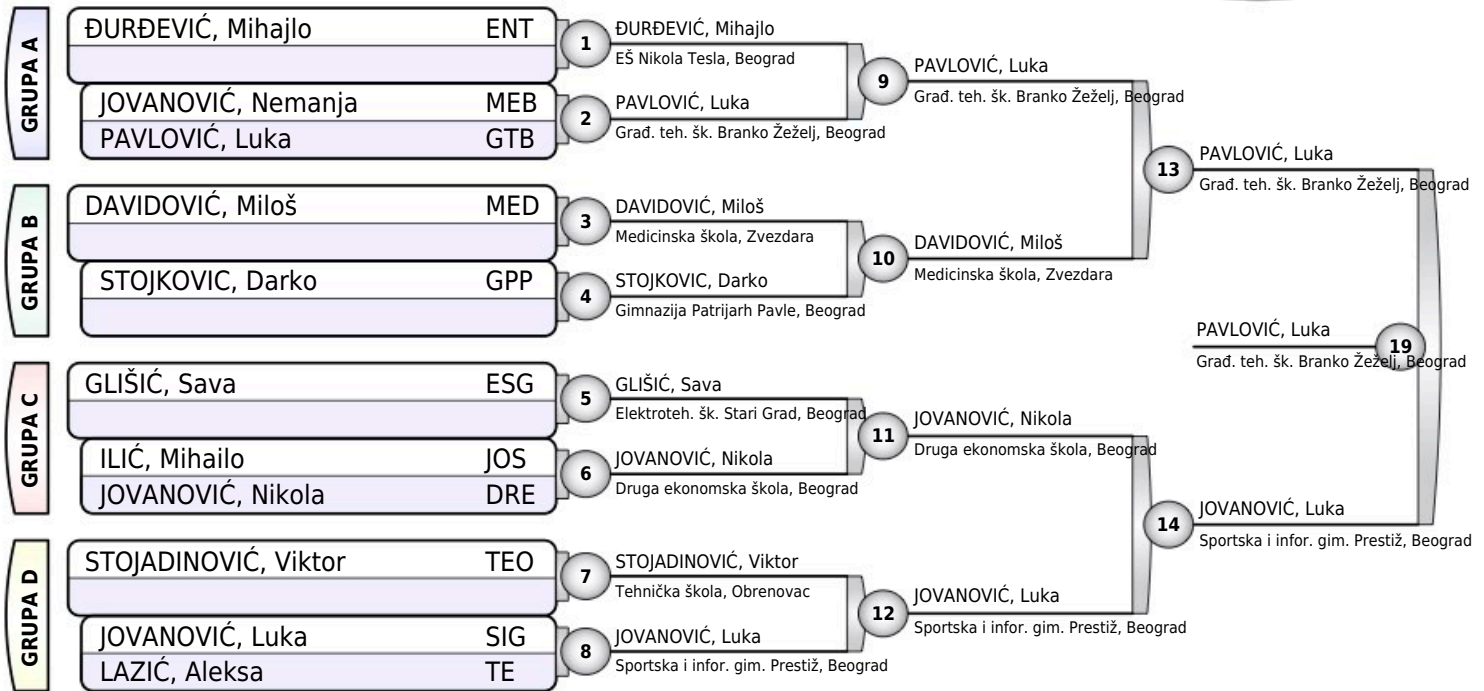 GRUPA A
ĐURĐEVIĆ, Mihajlo ENT
JOVANOVIĆ, Nemanja MEB
PAVLOVIĆ, Luka GTB
GRUPA B
DAVIDOVIĆ, Miloš MED
STOJKOVIC, Darko GPP
GRUPA C
GLIŠIĆ, Sava ESG
ILIĆ, Mihailo JOS
JOVANOVIĆ, Nikola DRE
GRUPA D
STOJADINOVIĆ, Viktor TEO
JOVANOVIĆ, Luka SIG
LAZIĆ, Aleksa TE
1
ĐURĐEVIĆ, Mihajlo
EŠ Nikola Tesla, Beograd
2
PAVLOVIĆ, Luka
Građ. teh. šk. Branko Žeželj, Beograd
3
DAVIDOVIĆ, Miloš
Medicinska škola, Zvezdara
4
STOJKOVIC, Darko
Gimnazija Patrijarh Pavle, Beograd
5
GLIŠIĆ, Sava
Elektroteh. šk. Stari Grad, Beograd
6
JOVANOVIĆ, Nikola
Druga ekonomska škola, Beograd
7
STOJADINOVIĆ, Viktor
Tehnička škola, Obrenovac
8
JOVANOVIĆ, Luka
Sportska i infor. gim. Prestiž, Beograd
9
PAVLOVIĆ, Luka
Građ. teh. šk. Branko Žeželj, Beograd
10
DAVIDOVIĆ, Miloš
Medicinska škola, Zvezdara
11
JOVANOVIĆ, Nikola
Druga ekonomska škola, Beograd
12
JOVANOVIĆ, Luka
Sportska i infor. gim. Prestiž, Beograd
13
PAVLOVIĆ, Luka
Građ. teh. šk. Branko Žeželj, Beograd
14
JOVANOVIĆ, Luka
Sportska i infor. gim. Prestiž, Beograd
PAVLOVIĆ, Luka
19
Građ. teh. šk. Branko Žeželj, Beograd